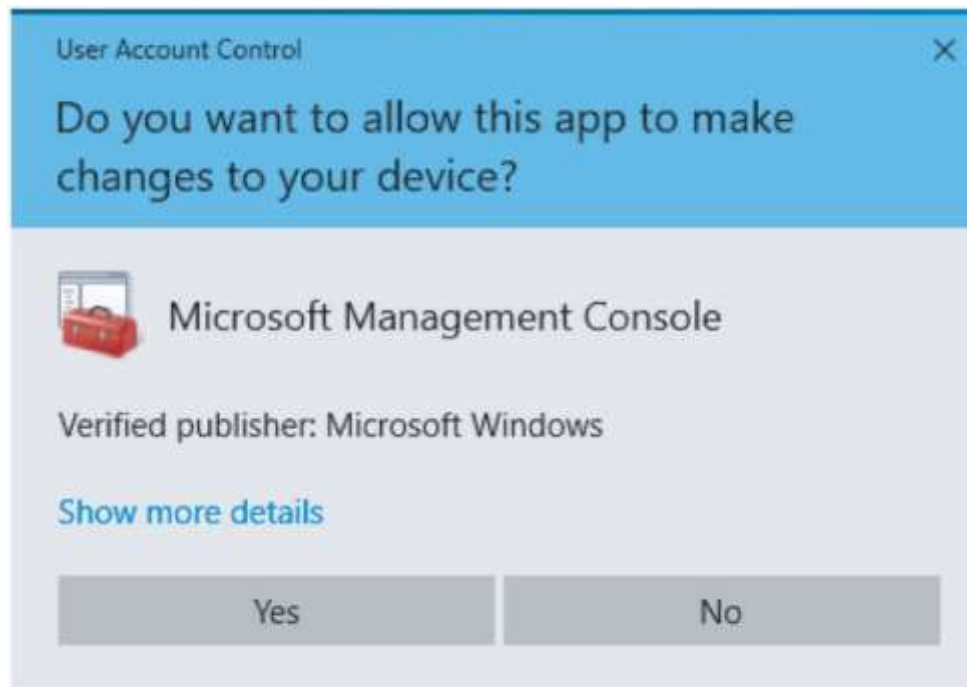 User Account Control
Do you want to allow this app to make
changes to your device?
Microsoft Management Console
Verified publisher: Microsoft Windows
Show more details
Yes
No